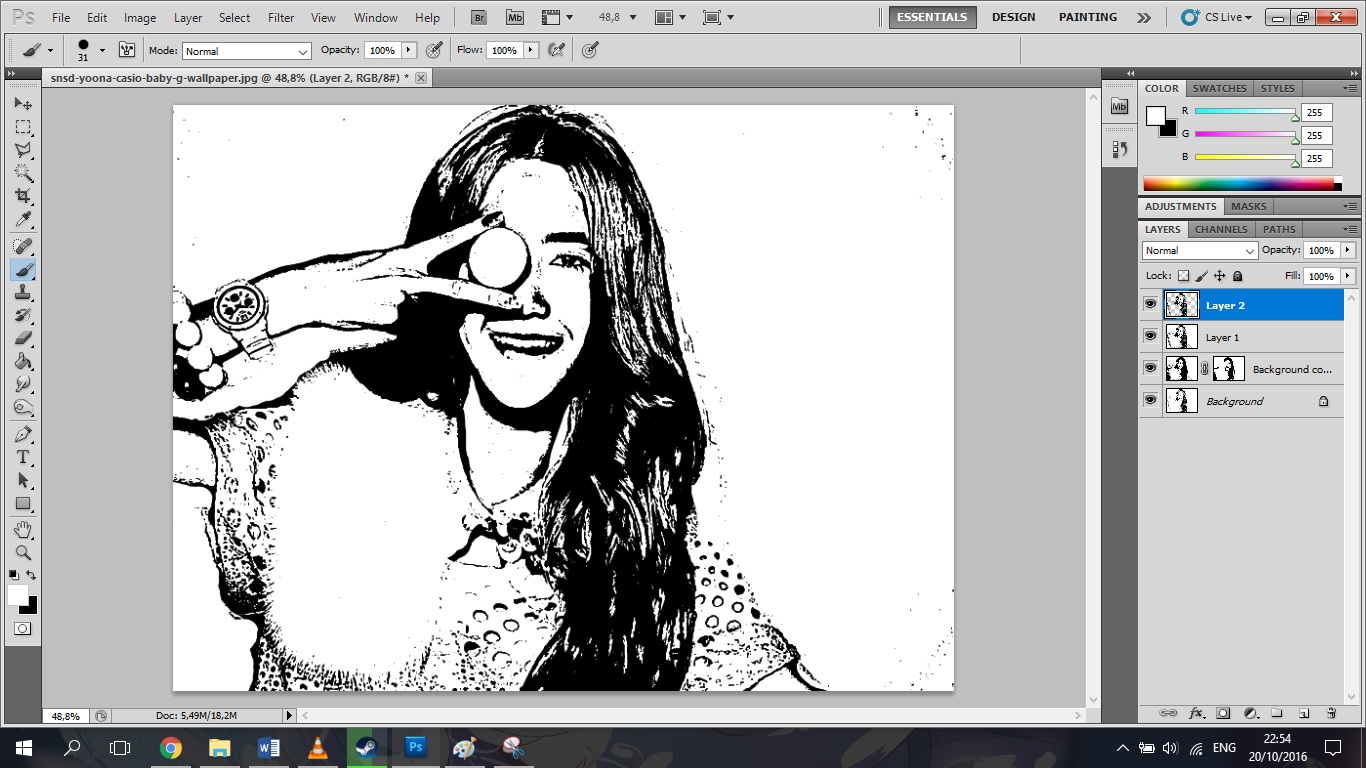 Ps File Edit Image Layer Select Filter View Window Help Br Mb 48,8 ESSENTIALS DESIGN PAINTING CS Live
31 Mode: Normal Opacity: 100% Flow: 100%
snsd-yoona-casio-baby-g-wallpaper.jpg @ 48,8% (Layer 2, RGB/8#) *
COLOR SWATCHES STYLES
Mb
R 255
G 255
B 255
ADJUSTMENTS MASKS
LAYERS CHANNELS PATHS
Normal Opacity: 100%
Lock: Fill: 100%
Layer 2
Layer 1
Background co...
Background
T
48,8% Doc: 5,49M/18,2M
fx
W Ps ENG 22:54
20/10/2016